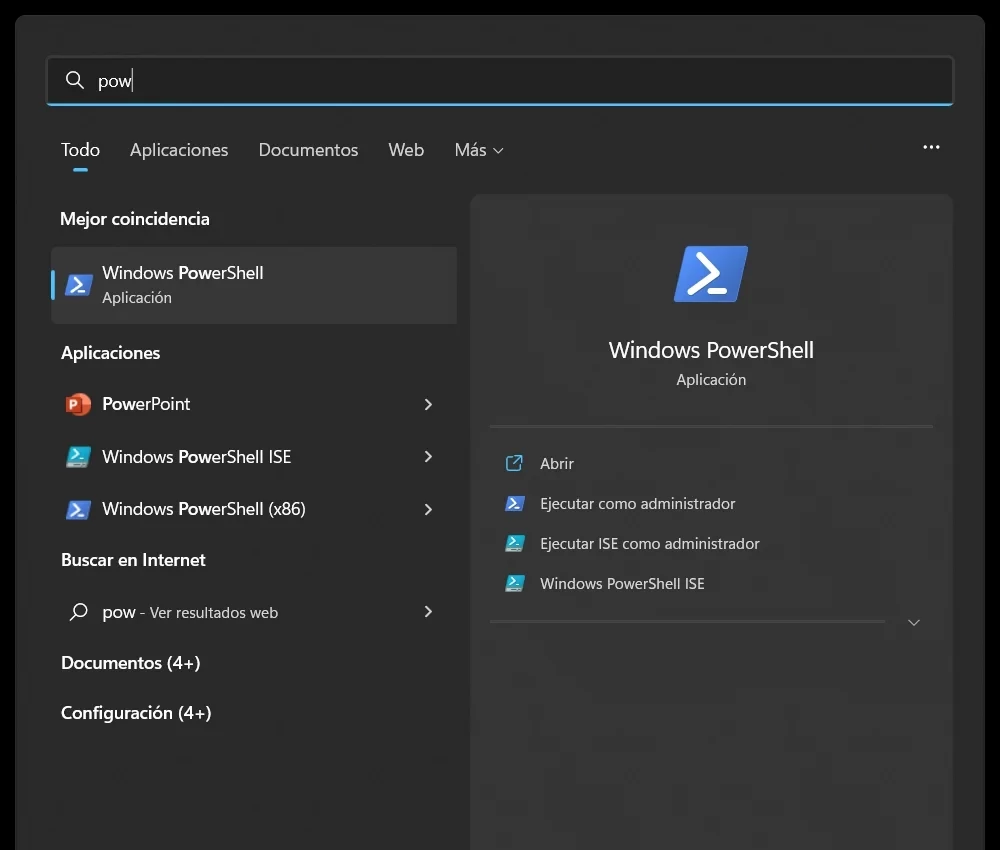 pow
Todo Aplicaciones Documentos Web Más
Mejor coincidencia
Windows PowerShell
Aplicación
Aplicaciones
PowerPoint
Windows PowerShell ISE
Windows PowerShell (x86)
Buscar en Internet
pow - Ver resultados web
Documentos (4+)
Configuración (4+)
Windows PowerShell
Aplicación
Abrir
Ejecutar como administrador
Ejecutar ISE como administrador
Windows PowerShell ISE